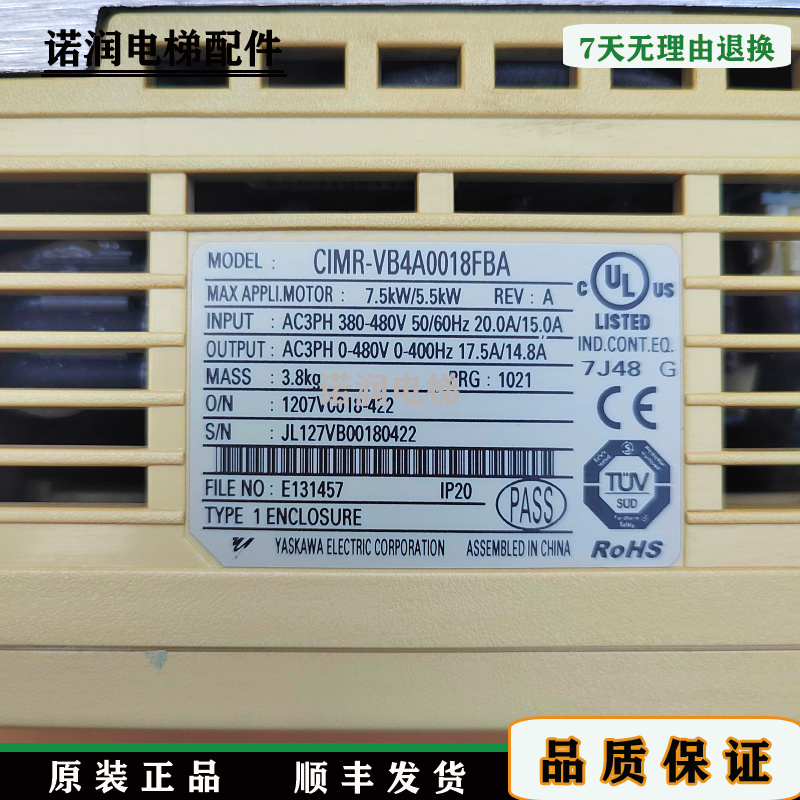 诺润电梯配件
7天无理由退换
MODEL : CIMR-VB4A0018FBA
MAX APPLI.MOTOR : 7.5kW/5.5kW REV : A
INPUT : AC3PH 380-480V 50/60Hz 20.0A/15.0A
OUTPUT : AC3PH 0-480V 0-400Hz 17.5A/14.8A
MASS : 3.8kg PRG : 1021
诺润电梯
O/N : 1207V0018-422
S/N : JL127VB00180422
FILE NO : E131457 IP20
PASS
TYPE 1 ENCLOSURE
YASKAWA ELECTRIC CORPORATION ASSEMBLED IN CHINA
C UL US
LISTED
IND.CONT.EQ.
7J48 G
CE
TÜV
SÜD
RoHS
原装正品 顺丰发货
品质保证